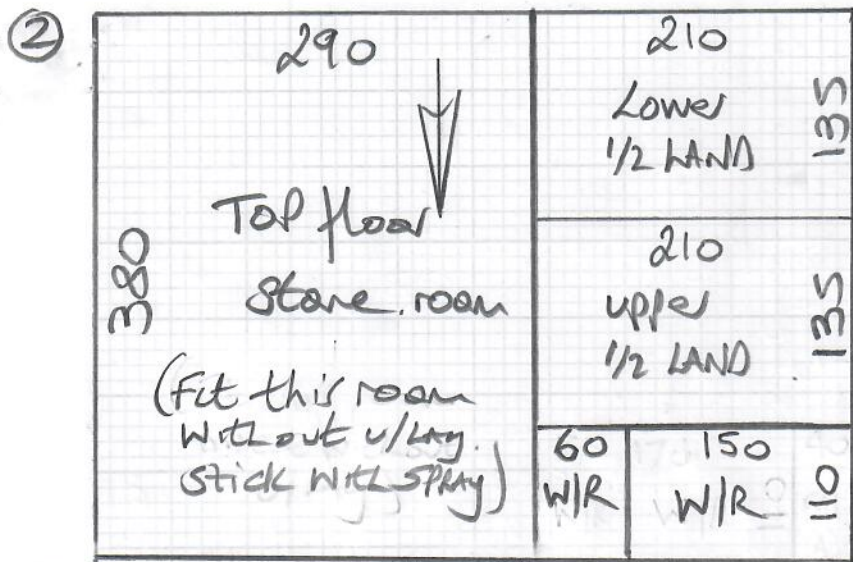 ②
290
TOP floor
Store room
380
(Fit this room
without u/lay.
stick with SPRAY)
210
Lower
1/2 LAND
135
210
upper
1/2 LAND
135
60
W/R
150
W/R
110